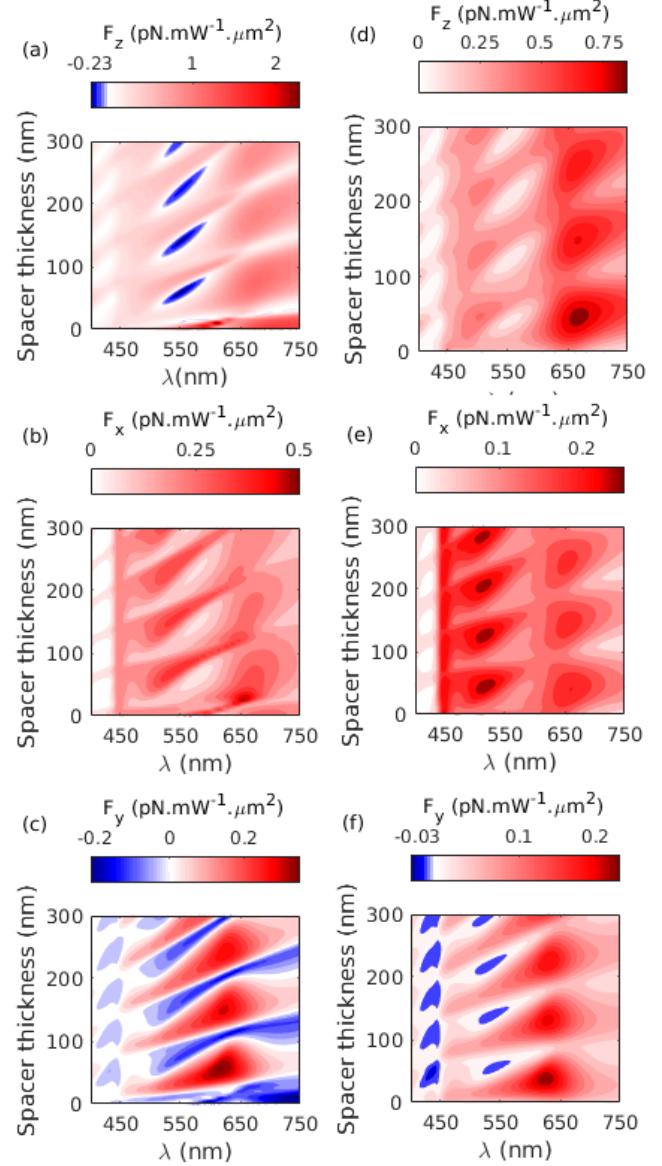 (a)
F_z (pN.mW^-1.μm^2)
-0.23 1 2
Spacer thickness (nm)
300
200
100
0
450 550 650 750
λ(nm)
(d)
F_z (pN.mW^-1.μm^2)
0 0.25 0.5 0.75
Spacer thickness (nm)
300
200
100
0
450 550 650 750
(b)
F_x (pN.mW^-1.μm^2)
0 0.25 0.5
Spacer thickness (nm)
300
200
100
0
450 550 650 750
λ (nm)
(e)
F_x (pN.mW^-1.μm^2)
0 0.1 0.2
Spacer thickness (nm)
300
200
100
0
450 550 650 750
λ (nm)
(c)
F_y (pN.mW^-1.μm^2)
-0.2 0 0.2
Spacer thickness (nm)
300
200
100
0
450 550 650 750
λ (nm)
(f)
F_y (pN.mW^-1.μm^2)
-0.03 0.1 0.2
Spacer thickness (nm)
300
200
100
0
450 550 650 750
λ (nm)